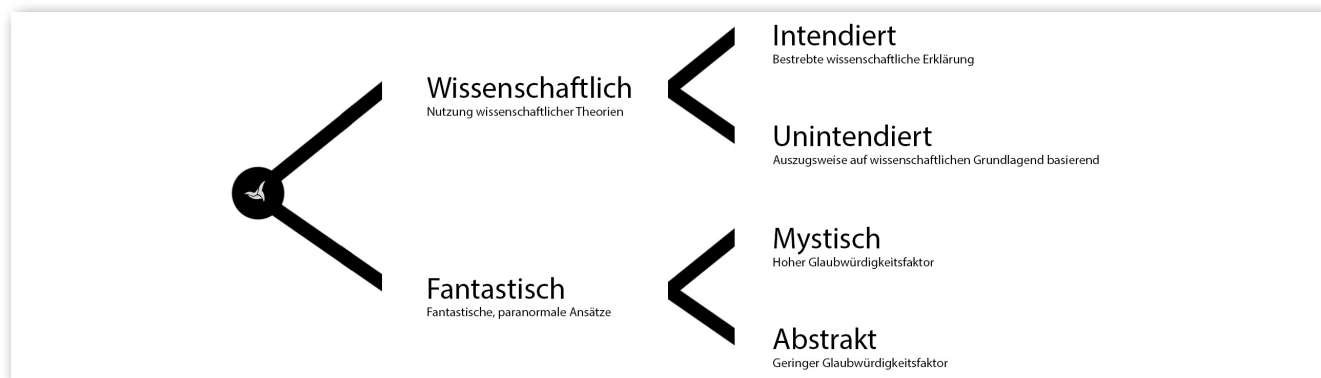 Intendiert
Bestrebte wissenschaftliche Erklärung
Wissenschaftlich
Nutzung wissenschaftlicher Theorien
Unintendiert
Auszugsweise auf wissenschaftlichen Grundlagend basierend
Mystisch
Hoher Glaubwürdigkeitsfaktor
Fantastisch
Fantastische, paranormale Ansätze
Abstrakt
Geringer Glaubwürdigkeitsfaktor